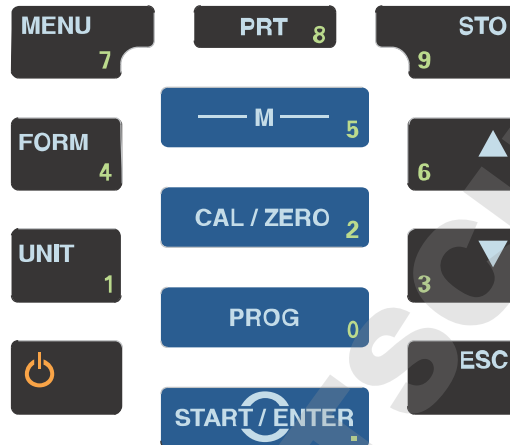 MENU 7
PRT 8
STO 9
— M — 5
FORM 4
▲ 6
CAL / ZERO 2
UNIT 1
▼ 3
PROG 0
ESC
START / ENTER .